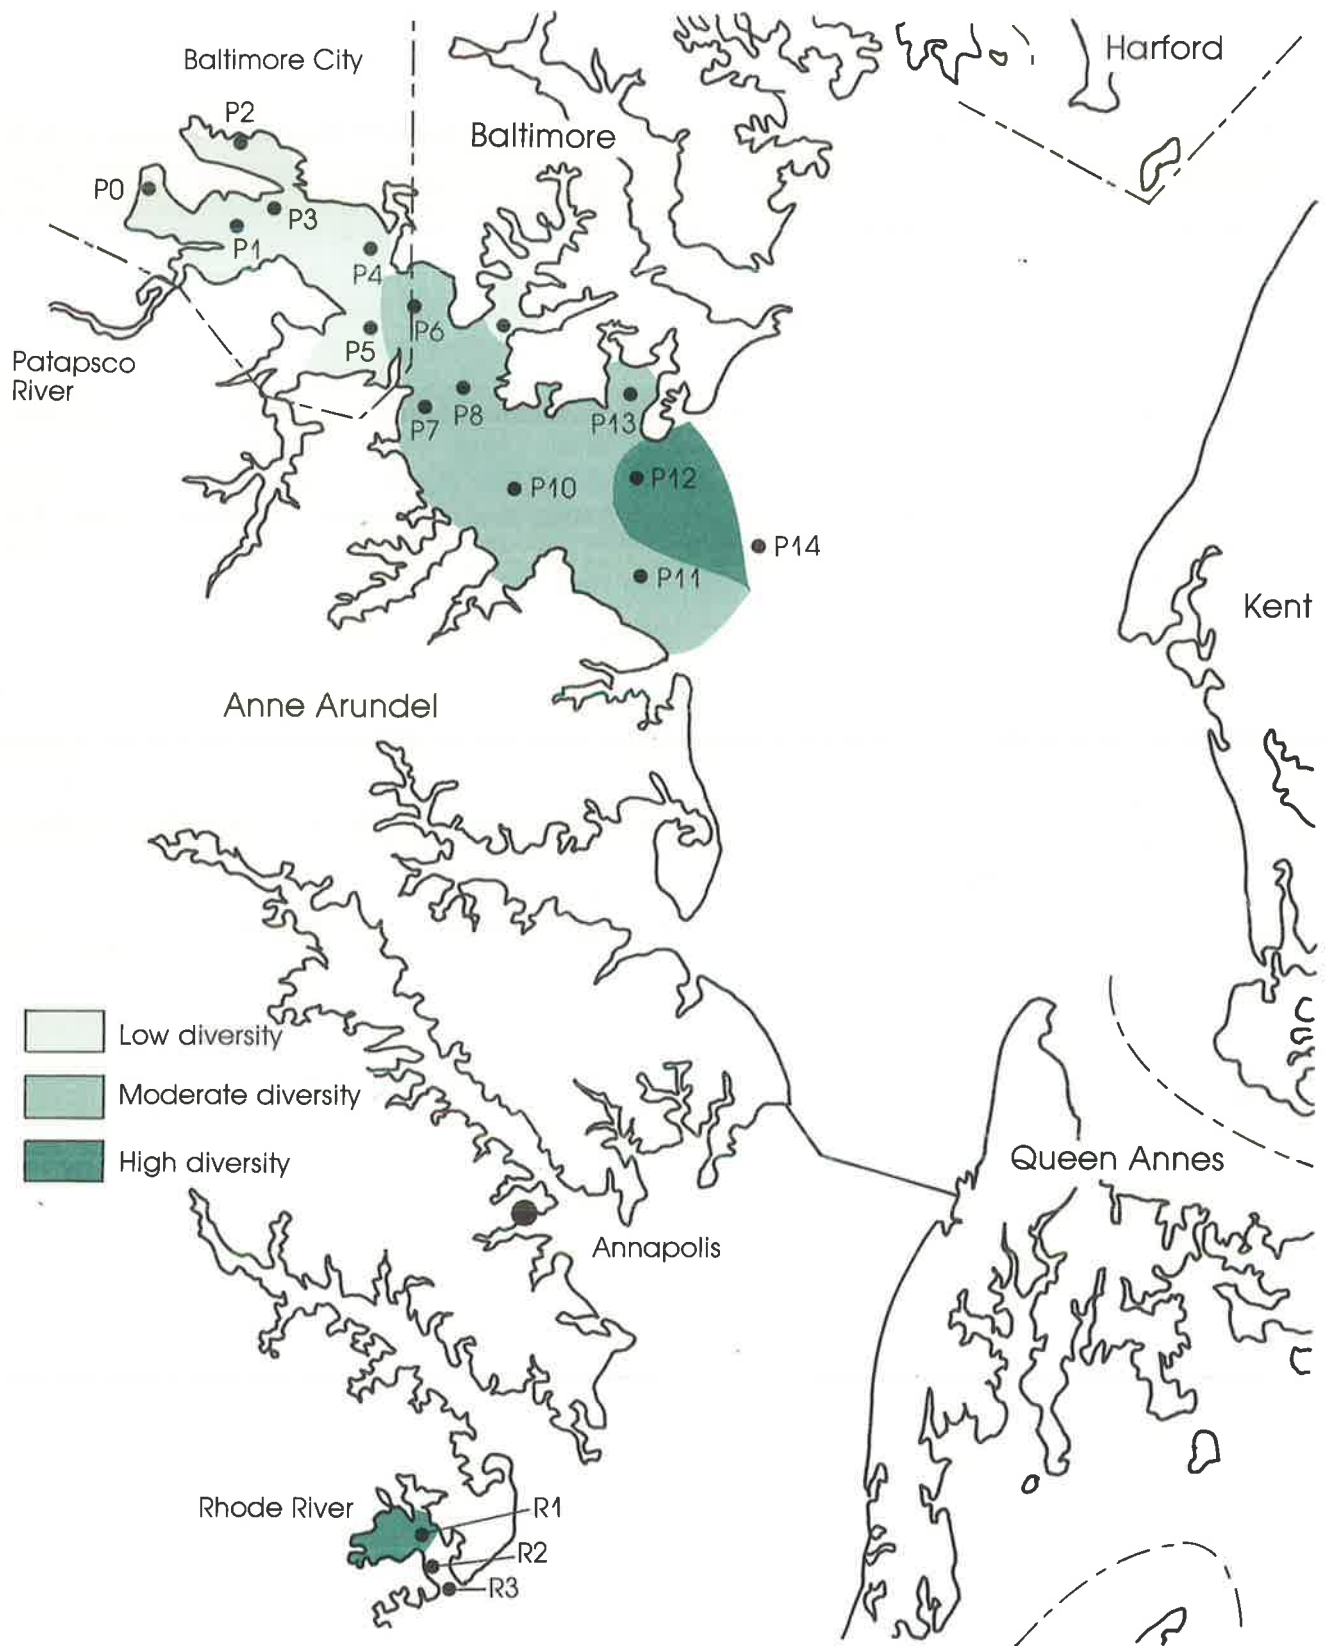 Baltimore City
Harford
P2
Baltimore
P0
P3
P1
P4
P6
P5
Patapsco
River
P8
P13
P7
P12
P10
P14
P11
Kent
Anne Arundel
Low diversity
Moderate diversity
High diversity
Queen Annes
Annapolis
Rhode River
R1
R2
R3